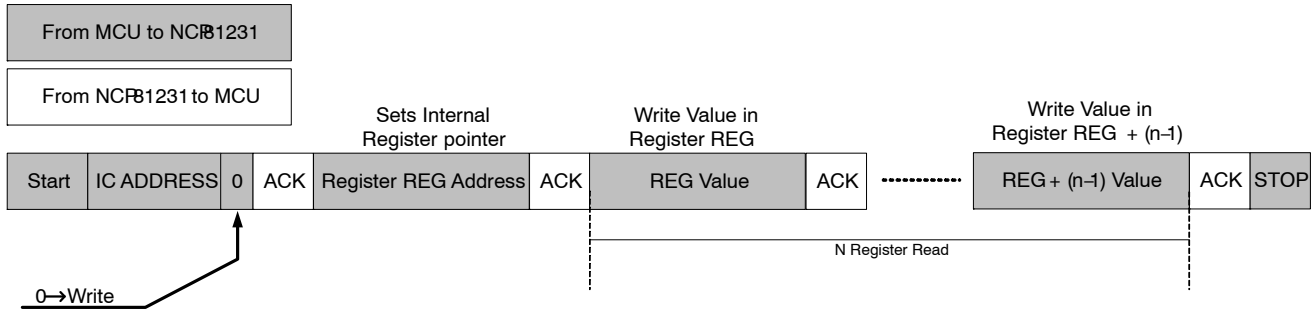 From MCU to NCP81231
From NCP81231 to MCU
Sets Internal
Register pointer
Write Value in
Register REG
Write Value in
Register REG + (n–1)
Start IC ADDRESS 0 ACK Register REG Address ACK REG Value ACK REG + (n–1) Value ACK STOP
N Register Read
0→Write